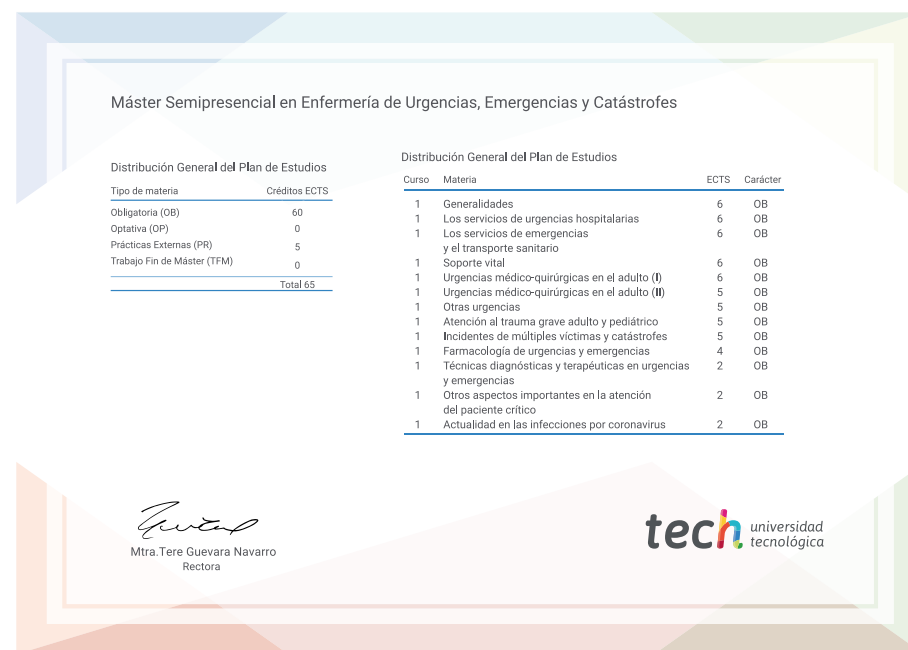 Máster Semipresencial en Enfermería de Urgencias, Emergencias y Catástrofes
Distribución General del Plan de Estudios
Tipo de materia Créditos ECTS
Obligatoria (OB) 60
Optativa (OP) 0
Prácticas Externas (PR) 5
Trabajo Fin de Máster (TFM) 0
Total 65
Distribución General del Plan de Estudios
Curso Materia ECTS Carácter
1 Generalidades 6 OB
1 Los servicios de urgencias hospitalarias 6 OB
1 Los servicios de emergencias 6 OB
y el transporte sanitario
1 Soporte vital 6 OB
1 Urgencias médico-quirúrgicas en el adulto (I) 6 OB
1 Urgencias médico-quirúrgicas en el adulto (II) 5 OB
1 Otras urgencias 5 OB
1 Atención al trauma grave adulto y pediátrico 5 OB
1 Incidentes de múltiples víctimas y catástrofes 5 OB
1 Farmacología de urgencias y emergencias 4 OB
1 Técnicas diagnósticas y terapéuticas en urgencias 2 OB
y emergencias
1 Otros aspectos importantes en la atención 2 OB
del paciente crítico
1 Actualidad en las infecciones por coronavirus 2 OB
Mtra.Tere Guevara Navarro
Rectora
tech universidad
tecnológica